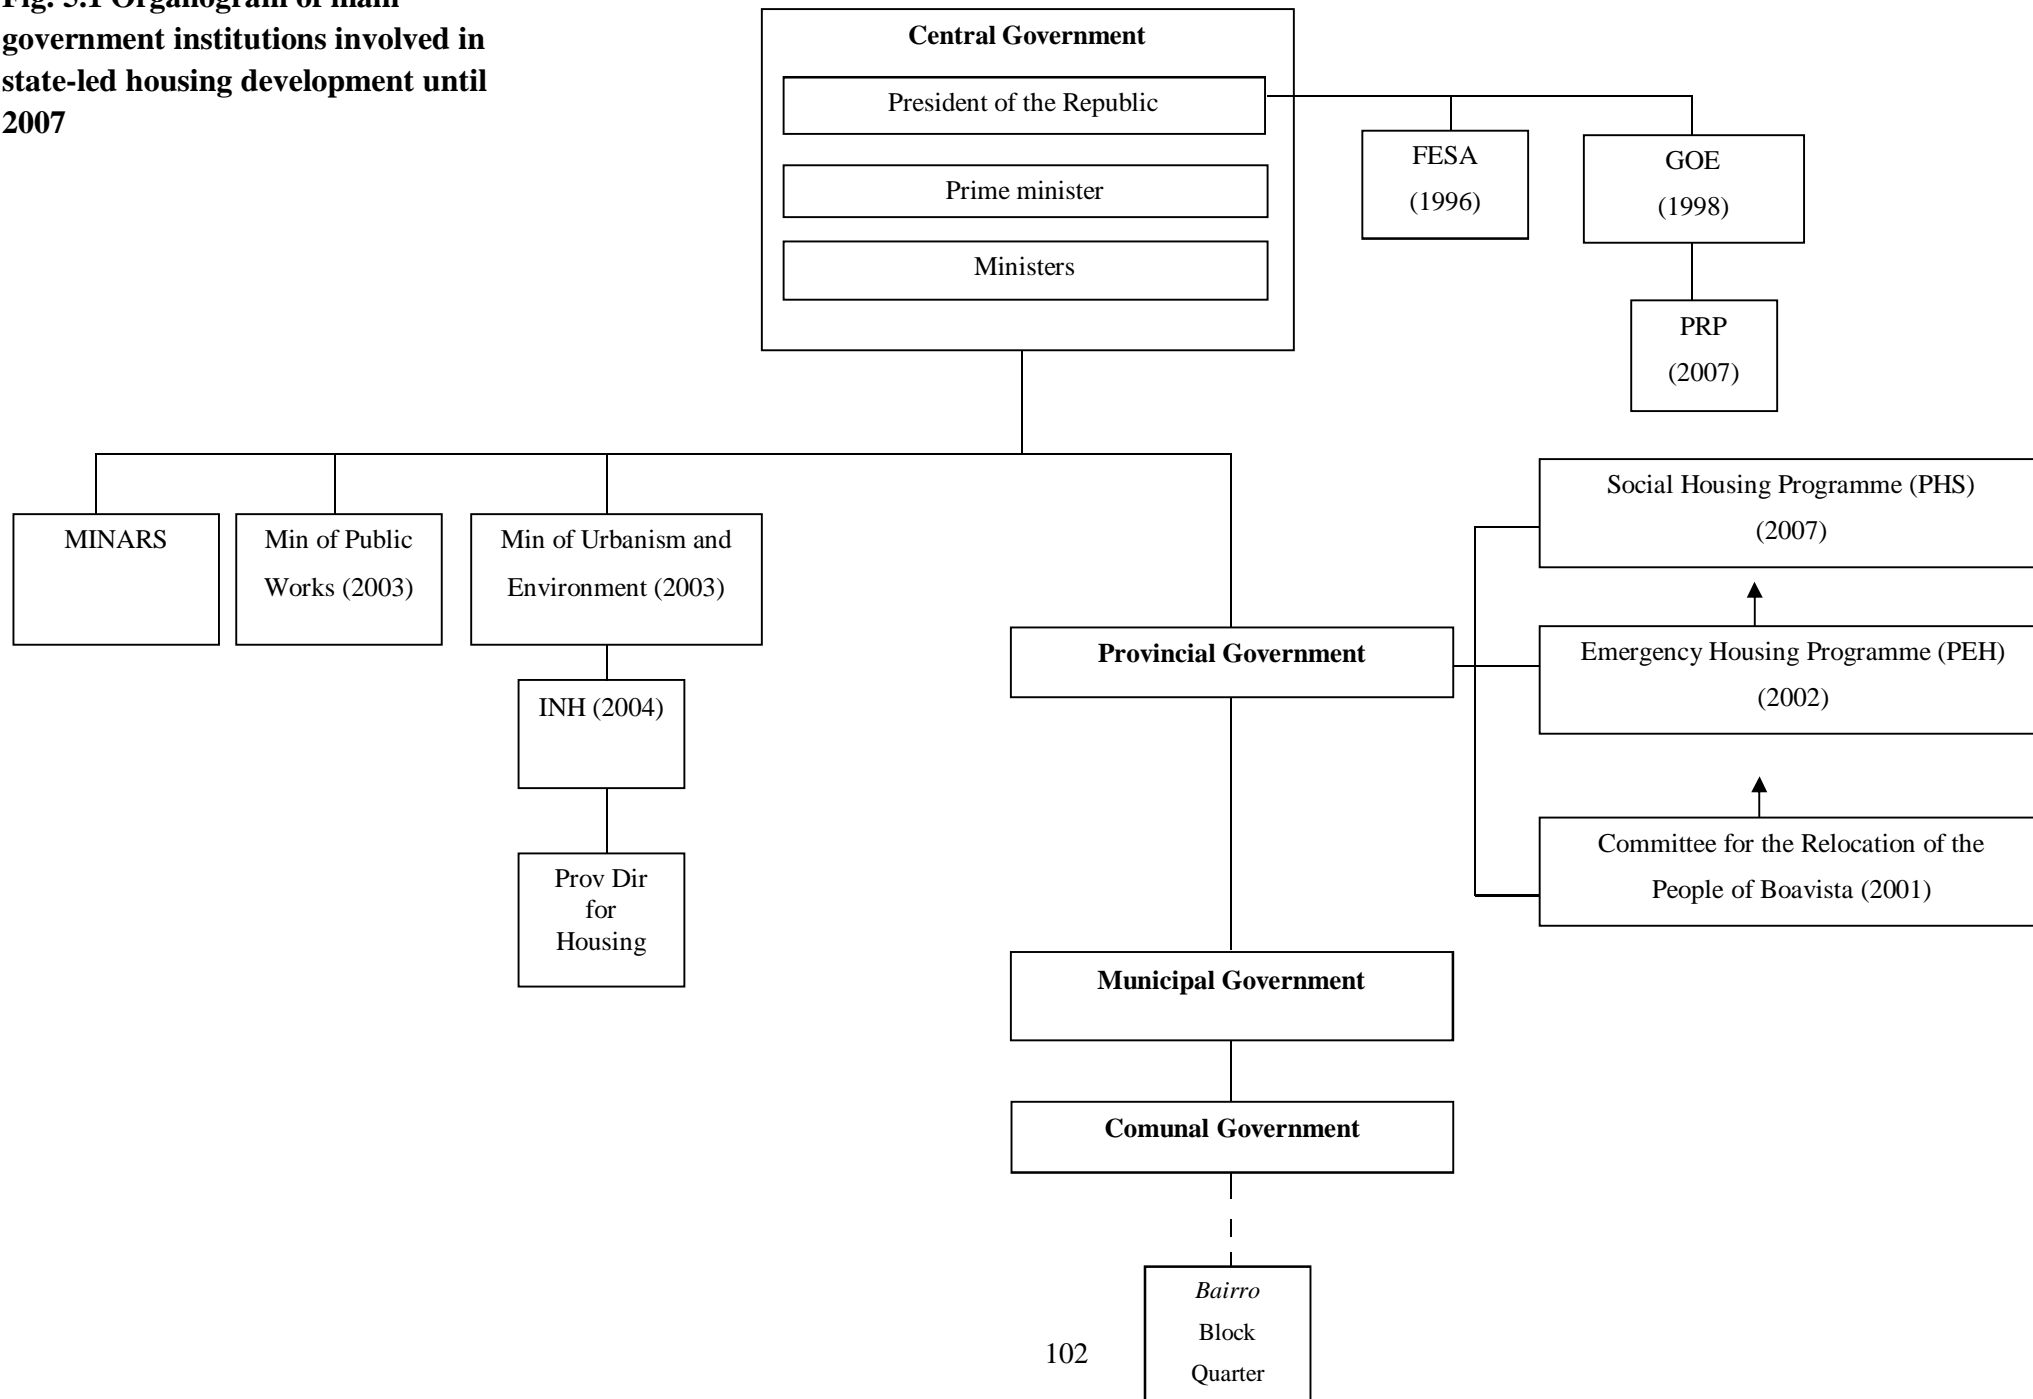 Fig. 5.1 Organogram of main
government institutions involved in
state-led housing development until
2007
Central Government
President of the Republic
Prime minister
Ministers
FESA
(1996)
GOE
(1998)
PRP
(2007)
MINARS
Min of Public
Works (2003)
Min of Urbanism and
Environment (2003)
INH (2004)
Prov Dir
for
Housing
Provincial Government
Social Housing Programme (PHS)
(2007)
Emergency Housing Programme (PEH)
(2002)
Committee for the Relocation of the
People of Boavista (2001)
Municipal Government
Comunal Government
Bairro
Block
Quarter
102